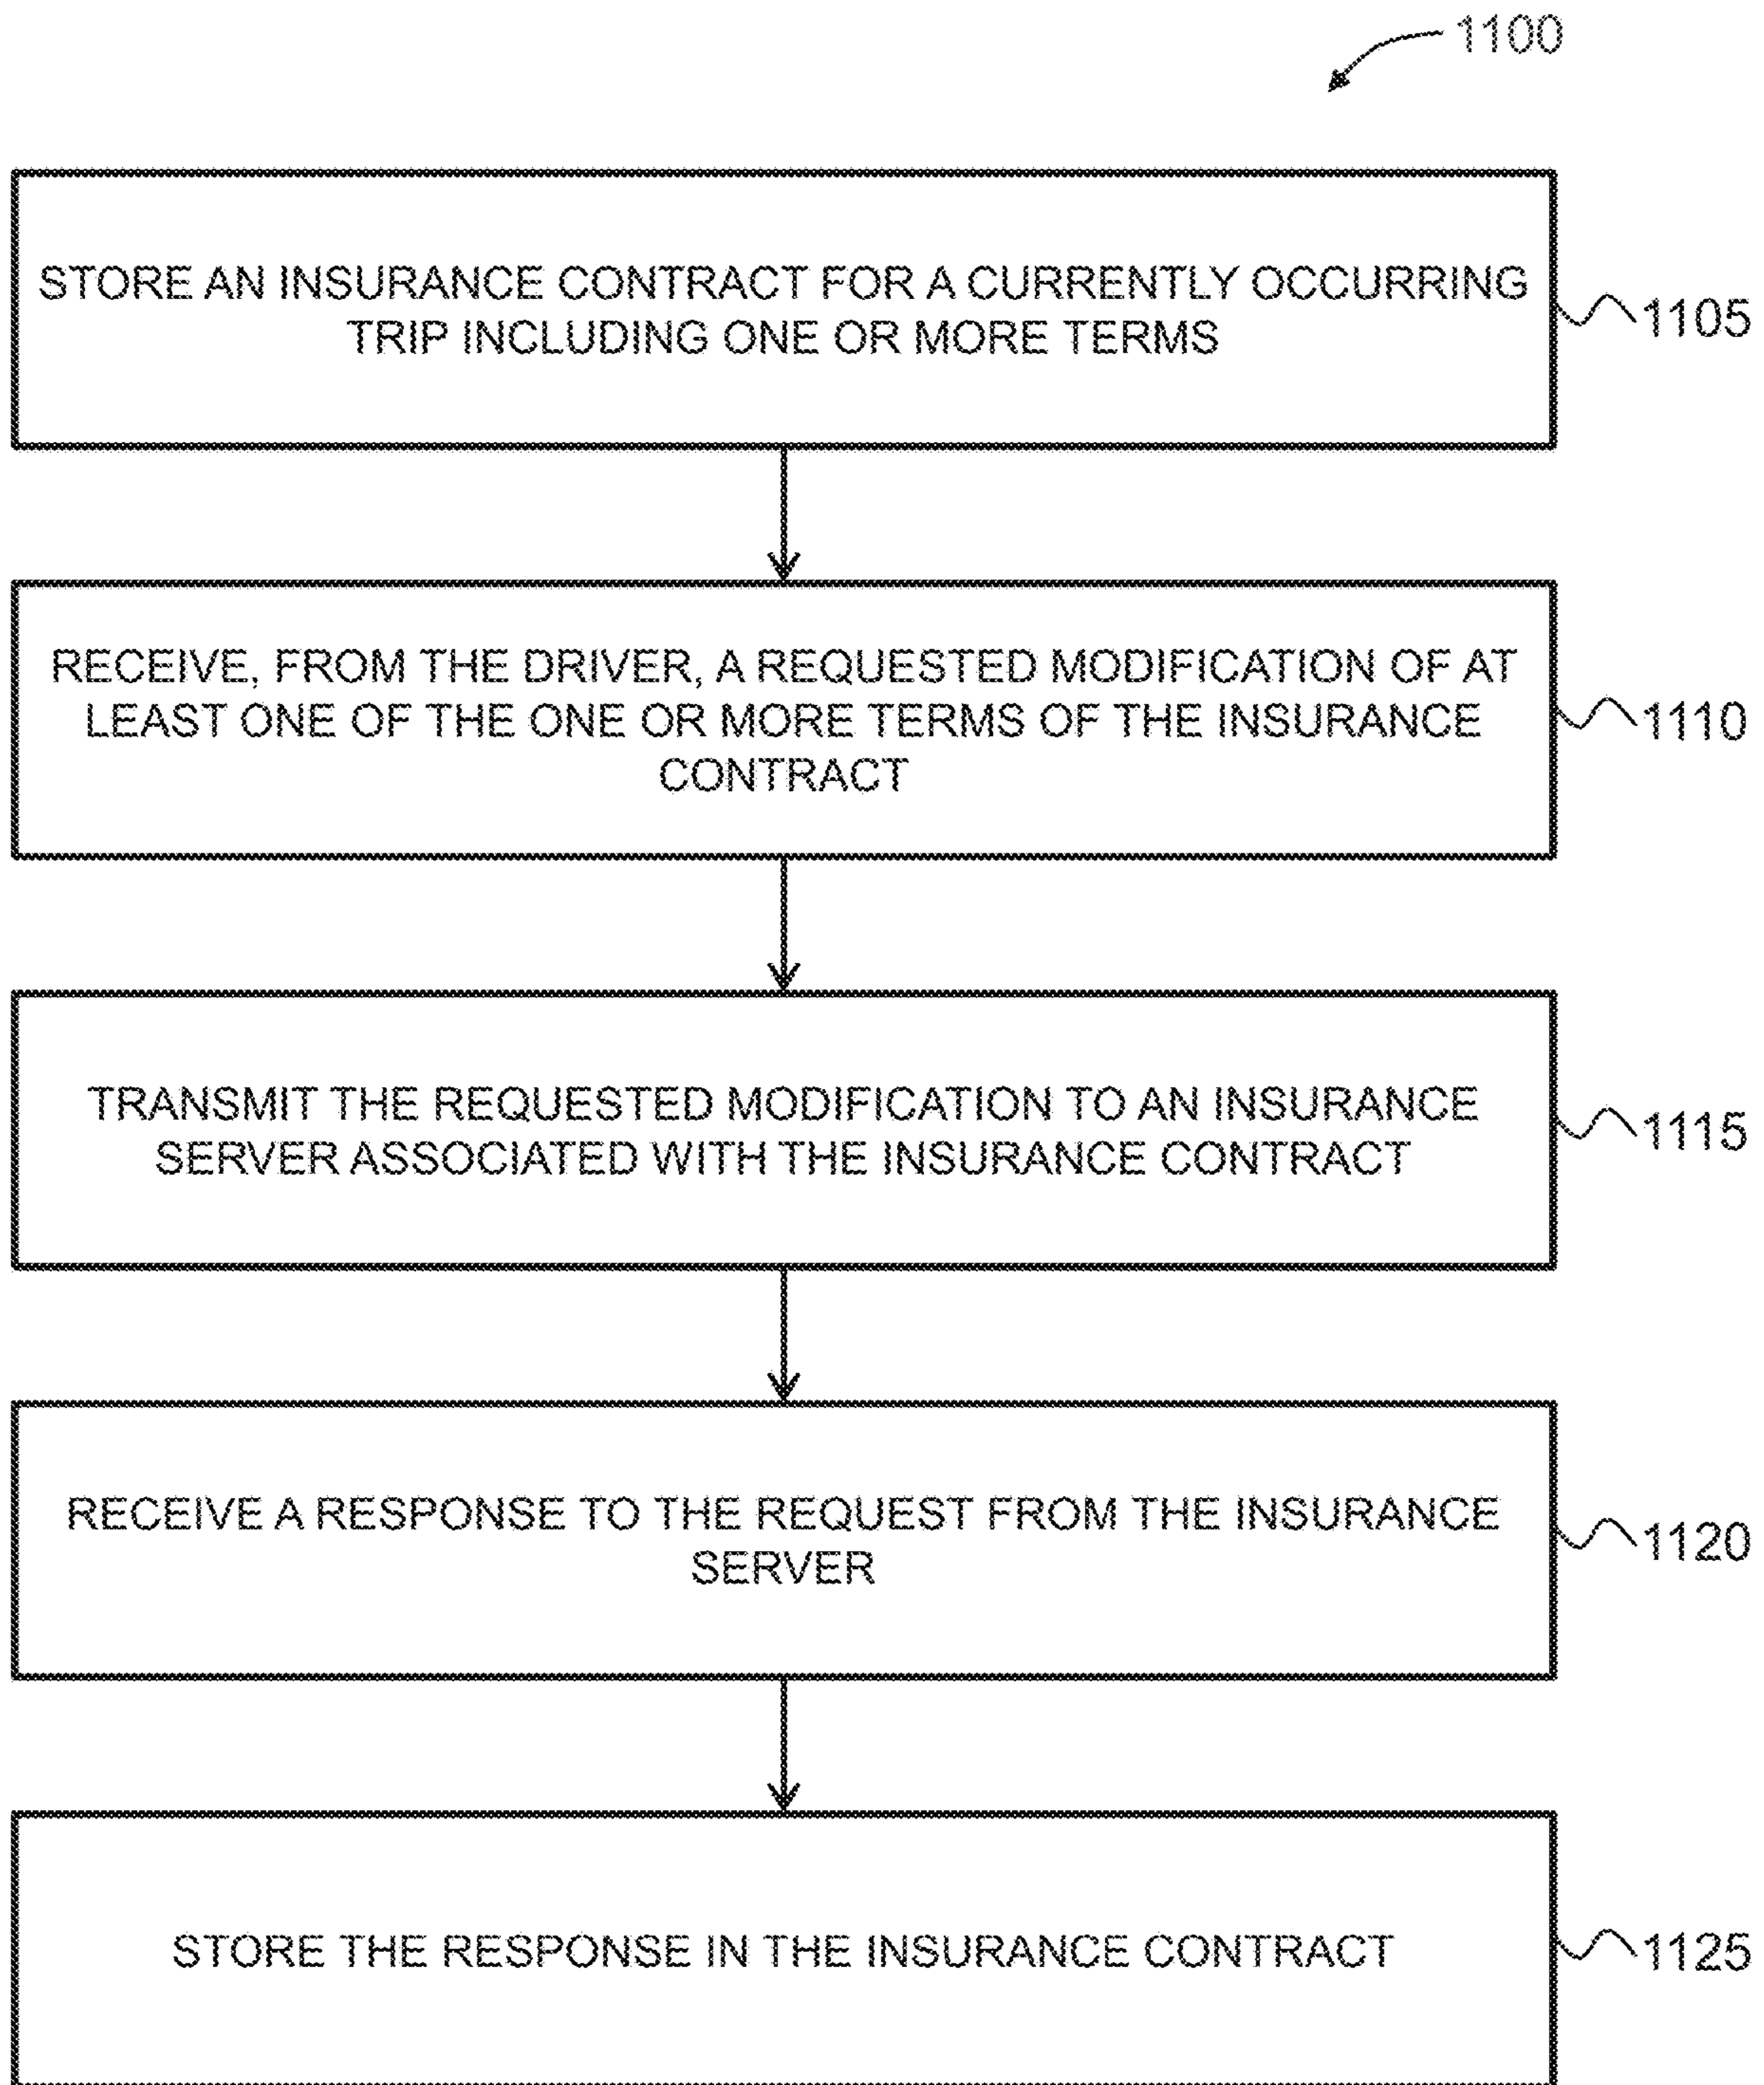 1100
STORE AN INSURANCE CONTRACT FOR A CURRENTLY OCCURRING
TRIP INCLUDING ONE OR MORE TERMS
1105
RECEIVE, FROM THE DRIVER, A REQUESTED MODIFICATION OF AT
LEAST ONE OF THE ONE OR MORE TERMS OF THE INSURANCE
CONTRACT
1110
TRANSMIT THE REQUESTED MODIFICATION TO AN INSURANCE
SERVER ASSOCIATED WITH THE INSURANCE CONTRACT
1115
RECEIVE A RESPONSE TO THE REQUEST FROM THE INSURANCE
SERVER
1120
STORE THE RESPONSE IN THE INSURANCE CONTRACT
1125